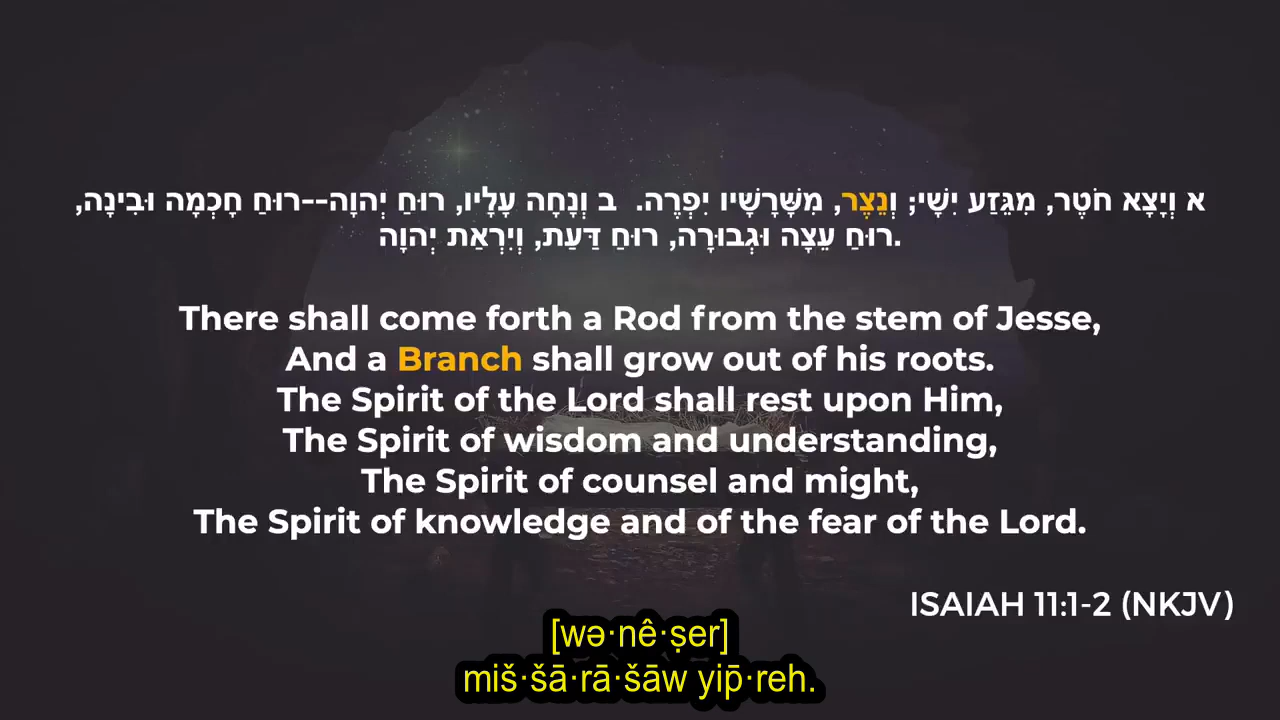 א וְיָצָא חֹטֶר, מִגֵּזַע יִשָׁי; וְנֵצֶר, מִשָּׁרָשָׁיו יִפְרֶה.  ב וְנָחָה עָלָיו, רוּחַ יְהוָה--רוּחַ חָכְמָה וּבִינָה,
רוּחַ עֵצָה וּגְבוּרָה, רוּחַ דַּעַת, וְיִרְאַת יְהוָה.
There shall come forth a Rod from the stem of Jesse,
And a Branch shall grow out of his roots.
The Spirit of the Lord shall rest upon Him,
The Spirit of wisdom and understanding,
The Spirit of counsel and might,
The Spirit of knowledge and of the fear of the Lord.
ISAIAH 11:1-2 (NKJV)
[wə·nê·ṣer]
miš·šā·rā·šāw yip̄·reh.